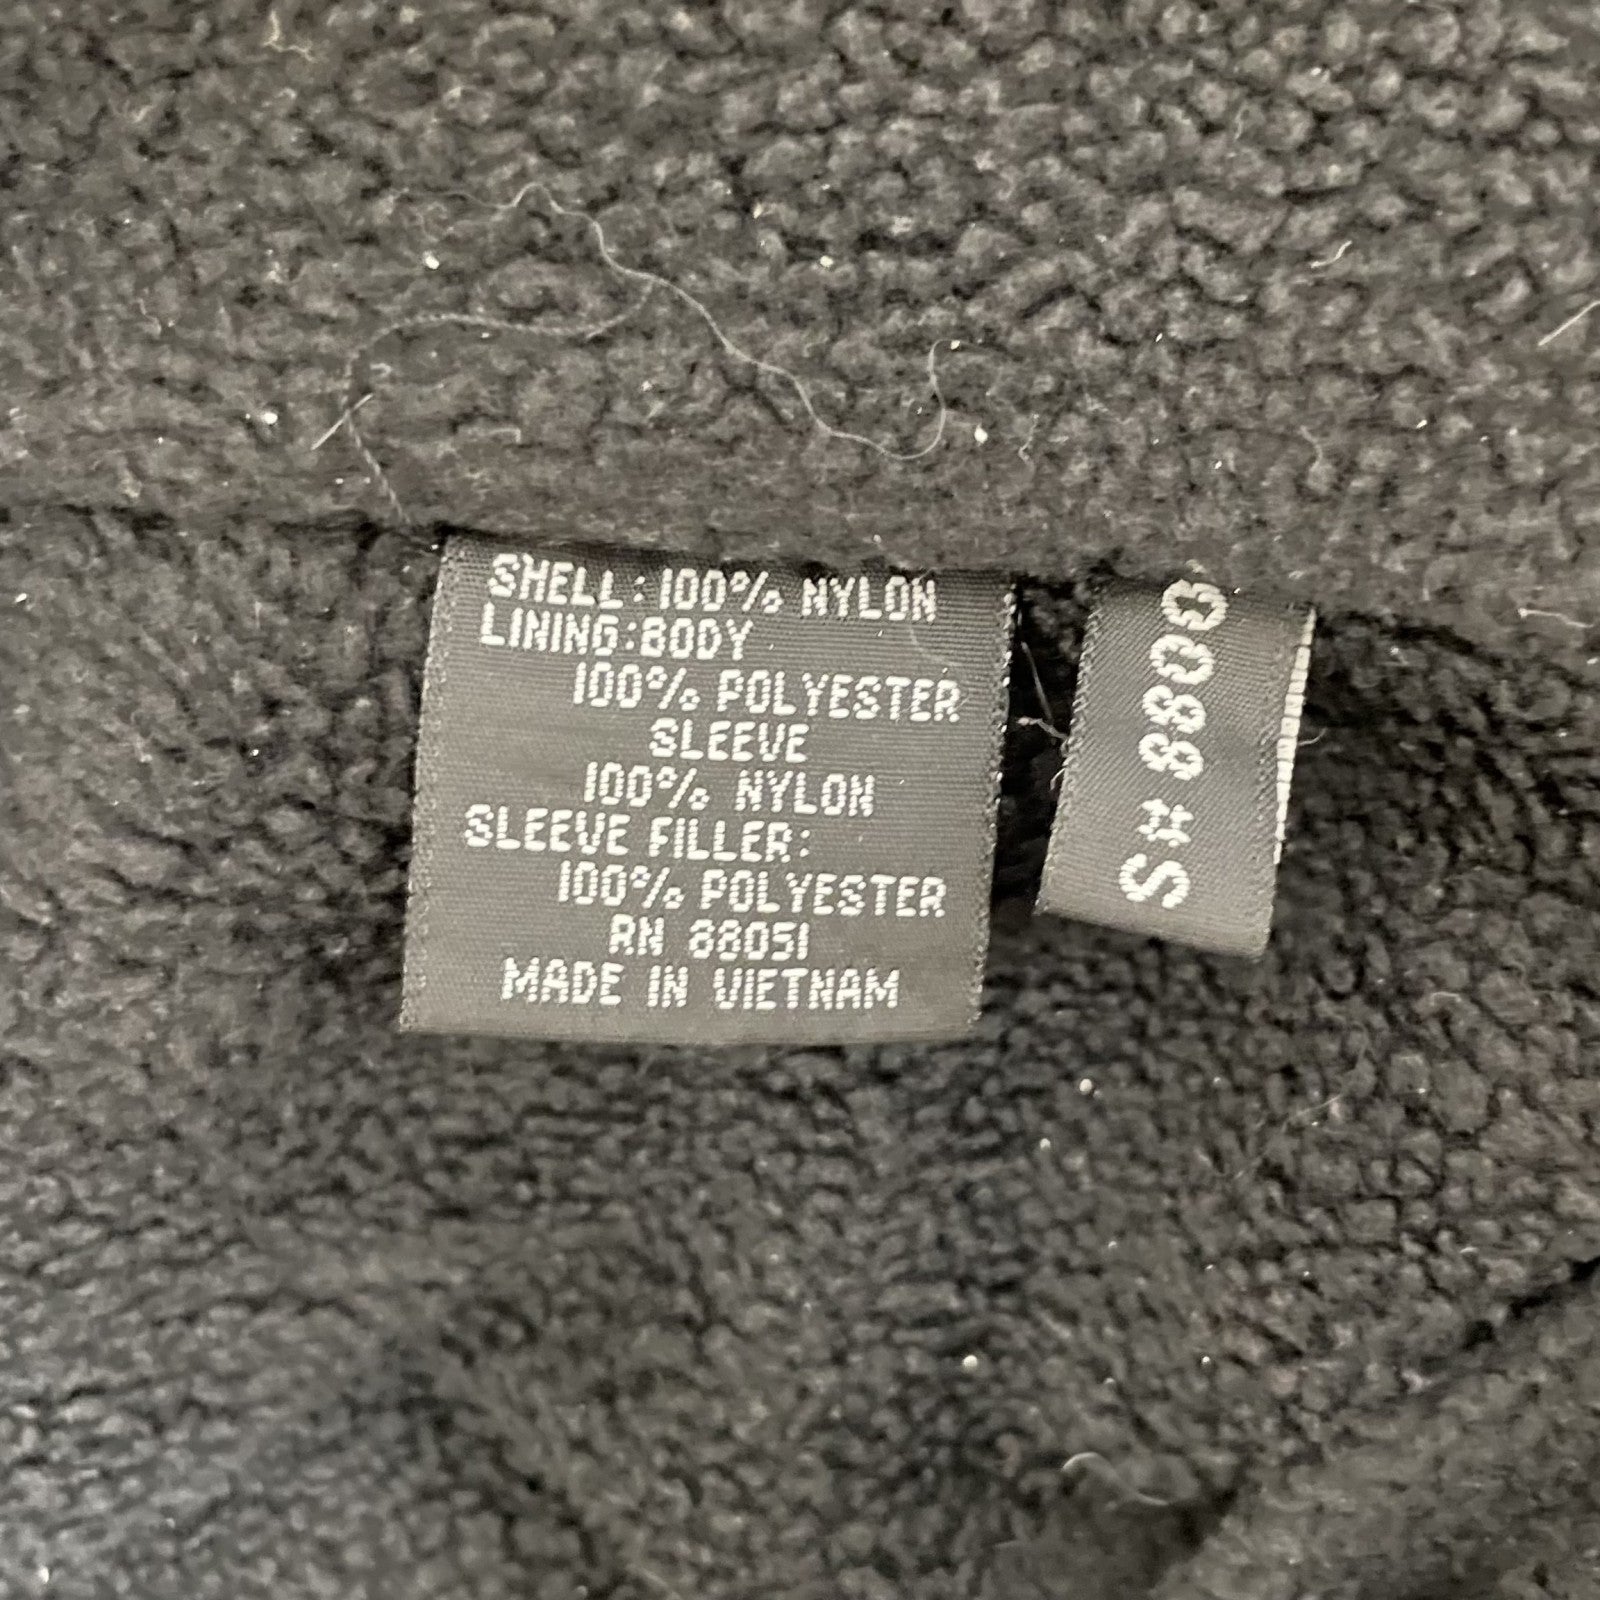 SHELL: 100% NYLON
LINING:BODY
100% POLYESTER
SLEEVE
100% NYLON
SLEEVE FILLER:
100% POLYESTER
RN 88051
MADE IN VIETNAM
S # 880